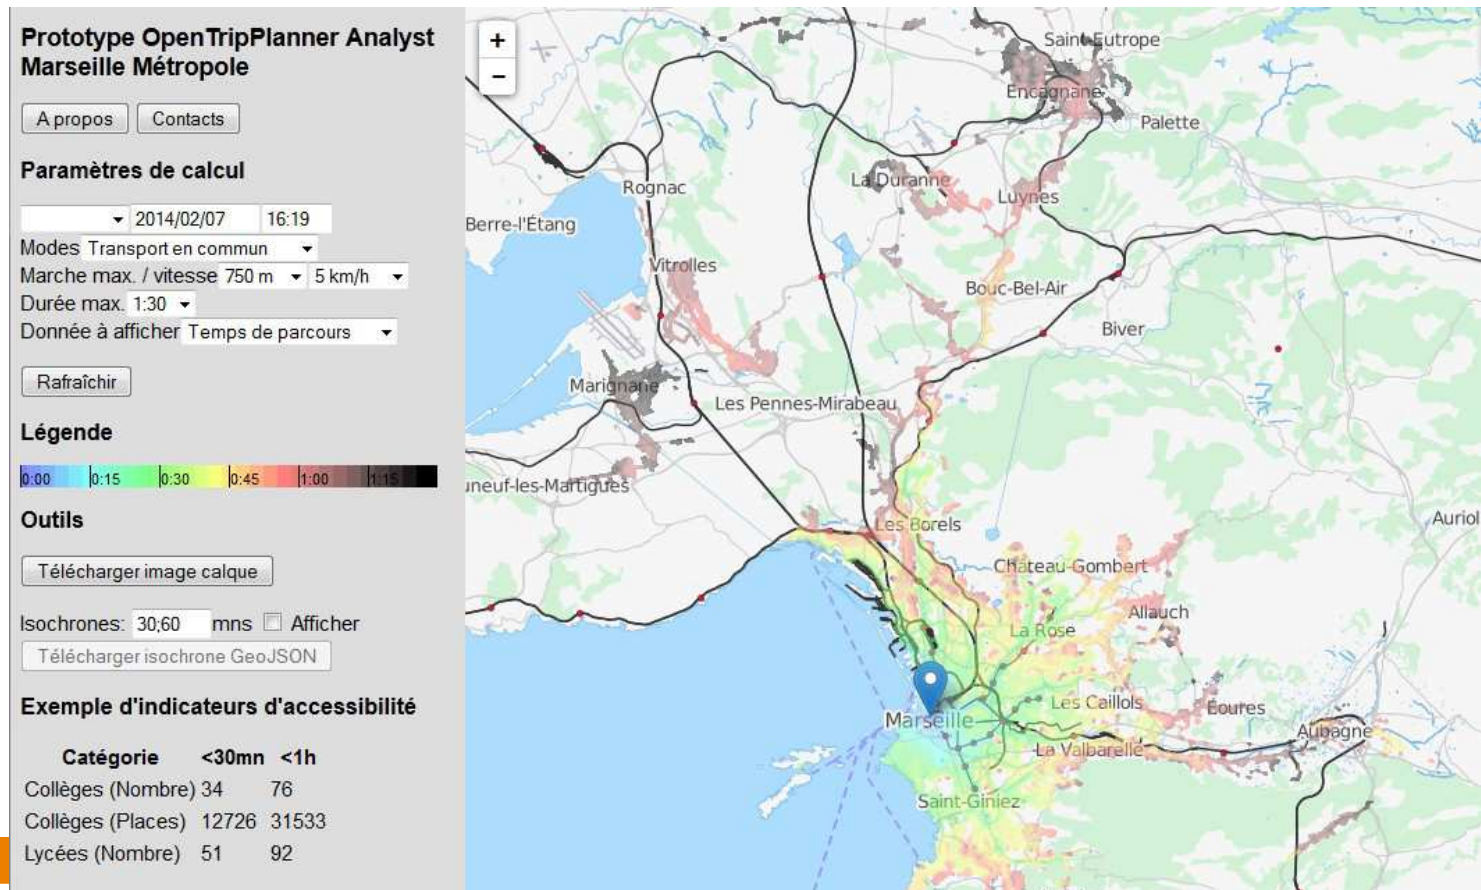 Prototype OpenTripPlanner Analyst
Marseille Métropole
A propos
Contacts
Paramètres de calcul
2014/02/07
16:19
Modes Transport en commun
Marche max. / vitesse 750 m 5 km/h
Durée max. 1:30
Donnée à afficher Temps de parcours
Rafraîchir
Légende
0:00 0:15 0:30 0:45 1:00 1:15
Outils
Télécharger image calque
Isochrones: 30;60 mns Afficher
Télécharger isochrone GeoJSON
Exemple d'indicateurs d'accessibilité
Catégorie <30mn <1h
Collèges (Nombre) 34 76
Collèges (Places) 12726 31533
Lycées (Nombre) 51 92
+
−
Saint-Eutrope
Encagnane
Palette
La Duranne
Rognac
Luynes
Berre-l'Étang
Vitrolles
Bouc-Bel-Air
Biver
Marignane
Les Pennes-Mirabeau
uneuf-les-Martigues
Les Borels
Auriol
Château-Gombert
Allauch
La Rose
Les Caillols
Éoures
Marseille
Aubagne
La Valbarelle
Saint-Giniez